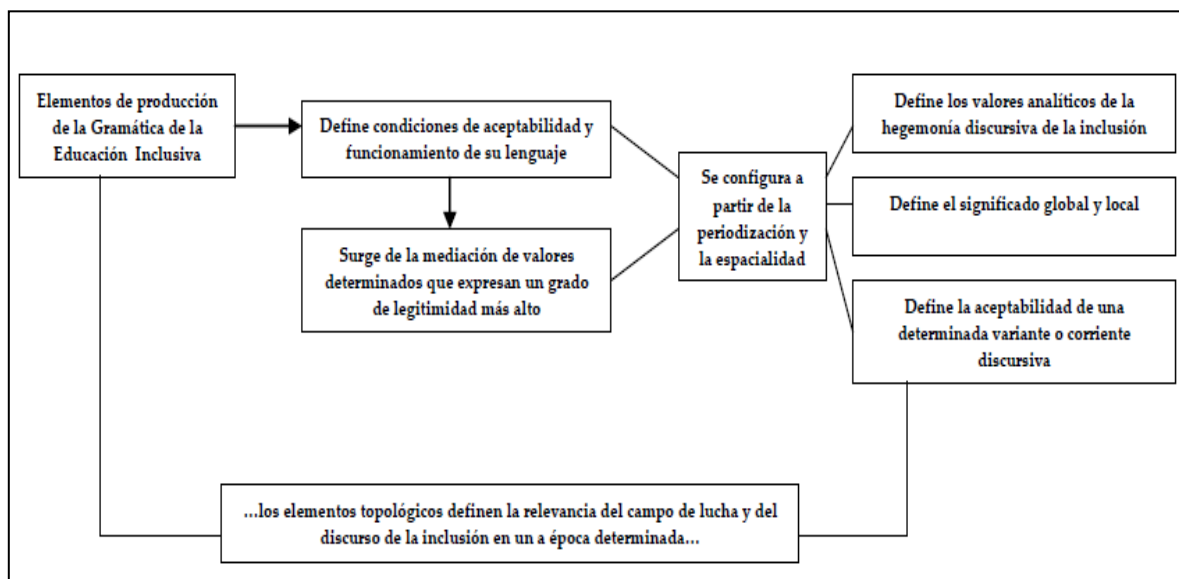 Elementos de producción
de la Gramática de la
Educación Inclusiva
Define condiciones de aceptabilidad y
funcionamiento de su lenguaje
Surge de la mediación de valores
determinados que expresan un grado
de legitimidad más alto
Se configura a
partir de la
periodización y
la espacialidad
Define los valores analíticos de la
hegemonía discursiva de la inclusión
Define el significado global y local
Define la aceptabilidad de una
determinada variante o corriente
discursiva
...los elementos topológicos definen la relevancia del campo de lucha y del
discurso de la inclusión en un a época determinada...